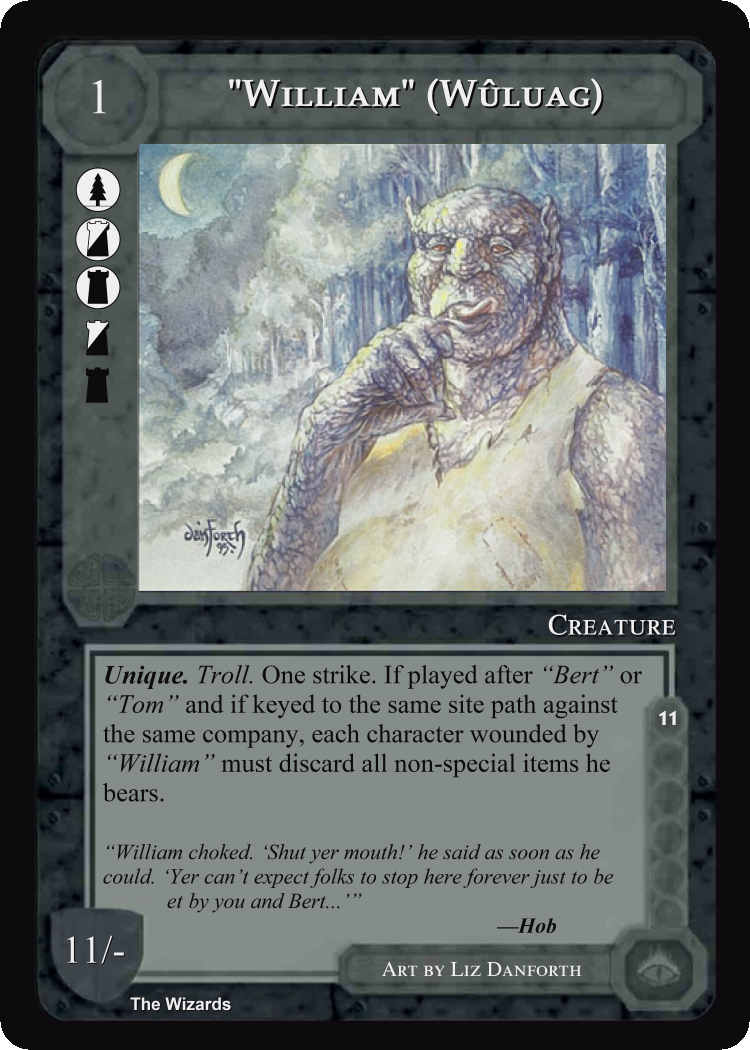 1
"William" (Wûluag)
danforth
95.
Creature
Unique. Troll. One strike. If played after “Bert” or
“Tom” and if keyed to the same site path against
the same company, each character wounded by
“William” must discard all non-special items he
bears.
11
“William choked. ‘Shut yer mouth!’ he said as soon as he
could. ‘Yer can’t expect folks to stop here forever just to be
et by you and Bert...’”
—Hob
11/-
Art by Liz Danforth
The Wizards